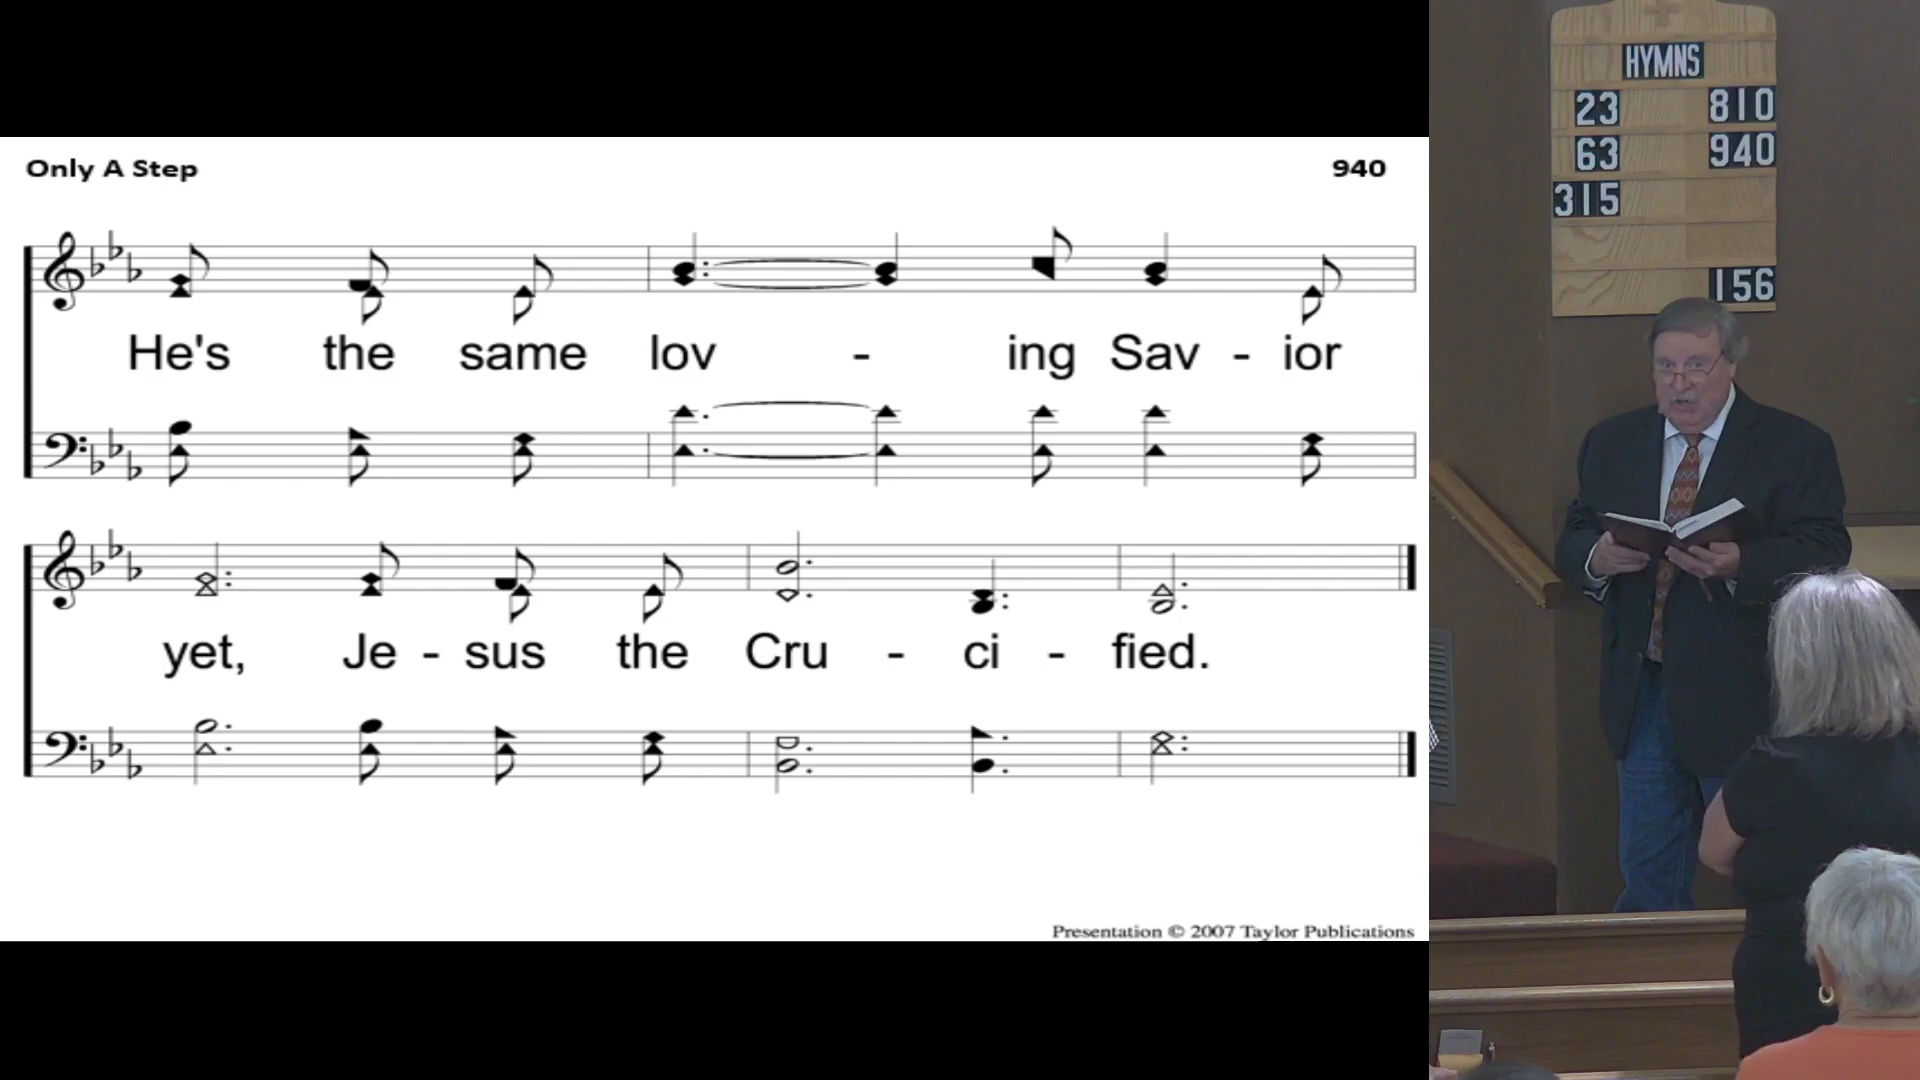 Only A Step 940
He's the same lov - ing Sav - ior
yet, Je - sus the Cru - ci - fied.
Presentation © 2007 Taylor Publications
HYMNS
23 810
63 940
315
156